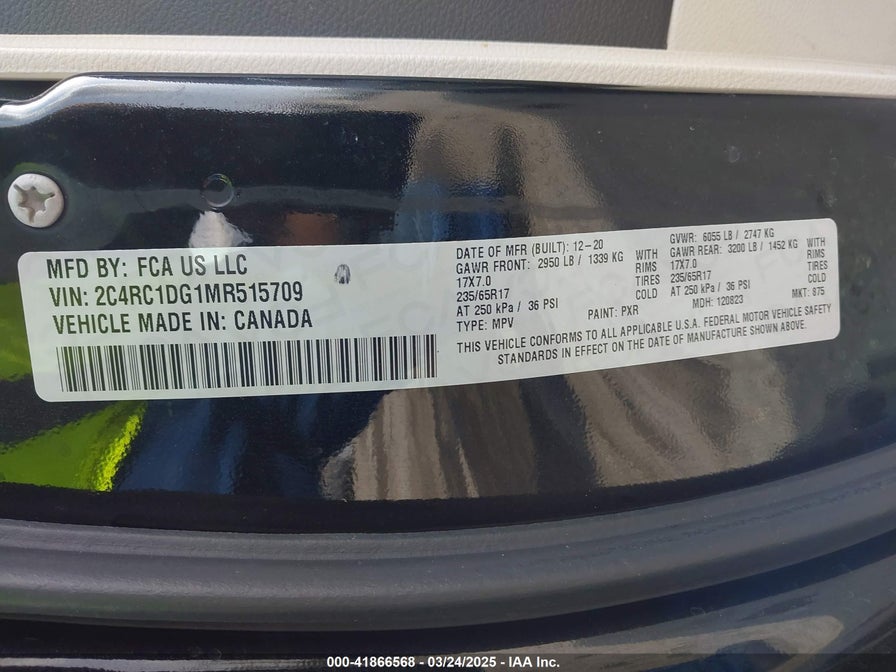 MFD BY: FCA US LLC
VIN: 2C4RC1DG1MR515709
VEHICLE MADE IN: CANADA
DATE OF MFR (BUILT): 12-20
GAWR FRONT: 2950 LB / 1339 KG WITH
17X7.0 TIRES
235/65R17 COLD
AT 250 kPa / 36 PSI
TYPE: MPV PAINT: PXR
GVWR: 6055 LB / 2747 KG
GAWR REAR: 3200 LB / 1452 KG WITH
17X7.0 TIRES
235/65R17 COLD
AT 250 kPa / 36 PSI
MDH: 120823 MKT: 875
THIS VEHICLE CONFORMS TO ALL APPLICABLE U.S.A. FEDERAL MOTOR VEHICLE SAFETY
STANDARDS IN EFFECT ON THE DATE OF MANUFACTURE SHOWN ABOVE.
000-41866568 - 03/24/2025 - IAA Inc.